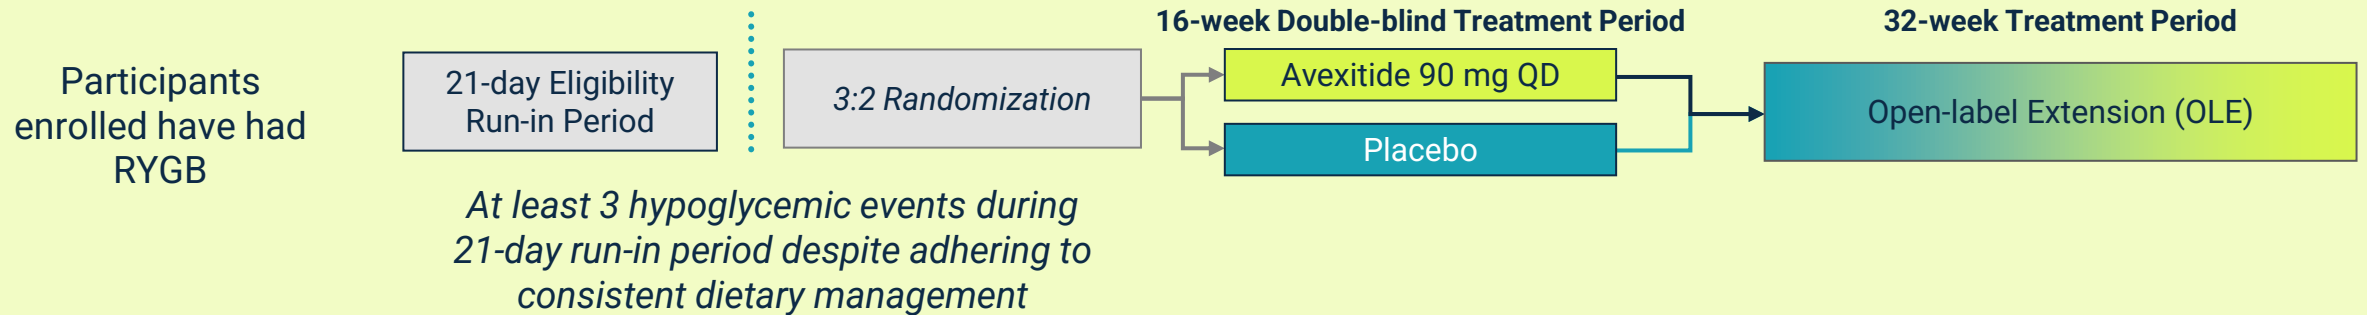 Participants
enrolled have had
RYGB
21-day Eligibility
Run-in Period
At least 3 hypoglycemic events during
21-day run-in period despite adhering to
consistent dietary management
3:2 Randomization
16-week Double-blind Treatment Period
Avexitide 90 mg QD
Placebo
32-week Treatment Period
Open-label Extension (OLE)